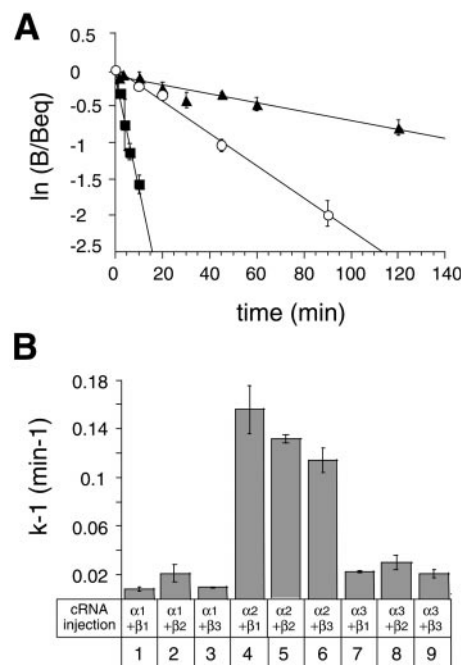 A
ln (B/Beq)
0
-0.5
-1
-1.5
-2
-2.5
0 20 40 60 80 100 120 140
time (min)
B
k-1 (min-1)
0.18
0.14
0.1
0.06
0.02
cRNA injection
α1 +β1
α1 +β2
α1 +β3
α2 +β1
α2 +β2
α2 +β3
α3 +β1
α3 +β2
α3 +β3
1 2 3 4 5 6 7 8 9